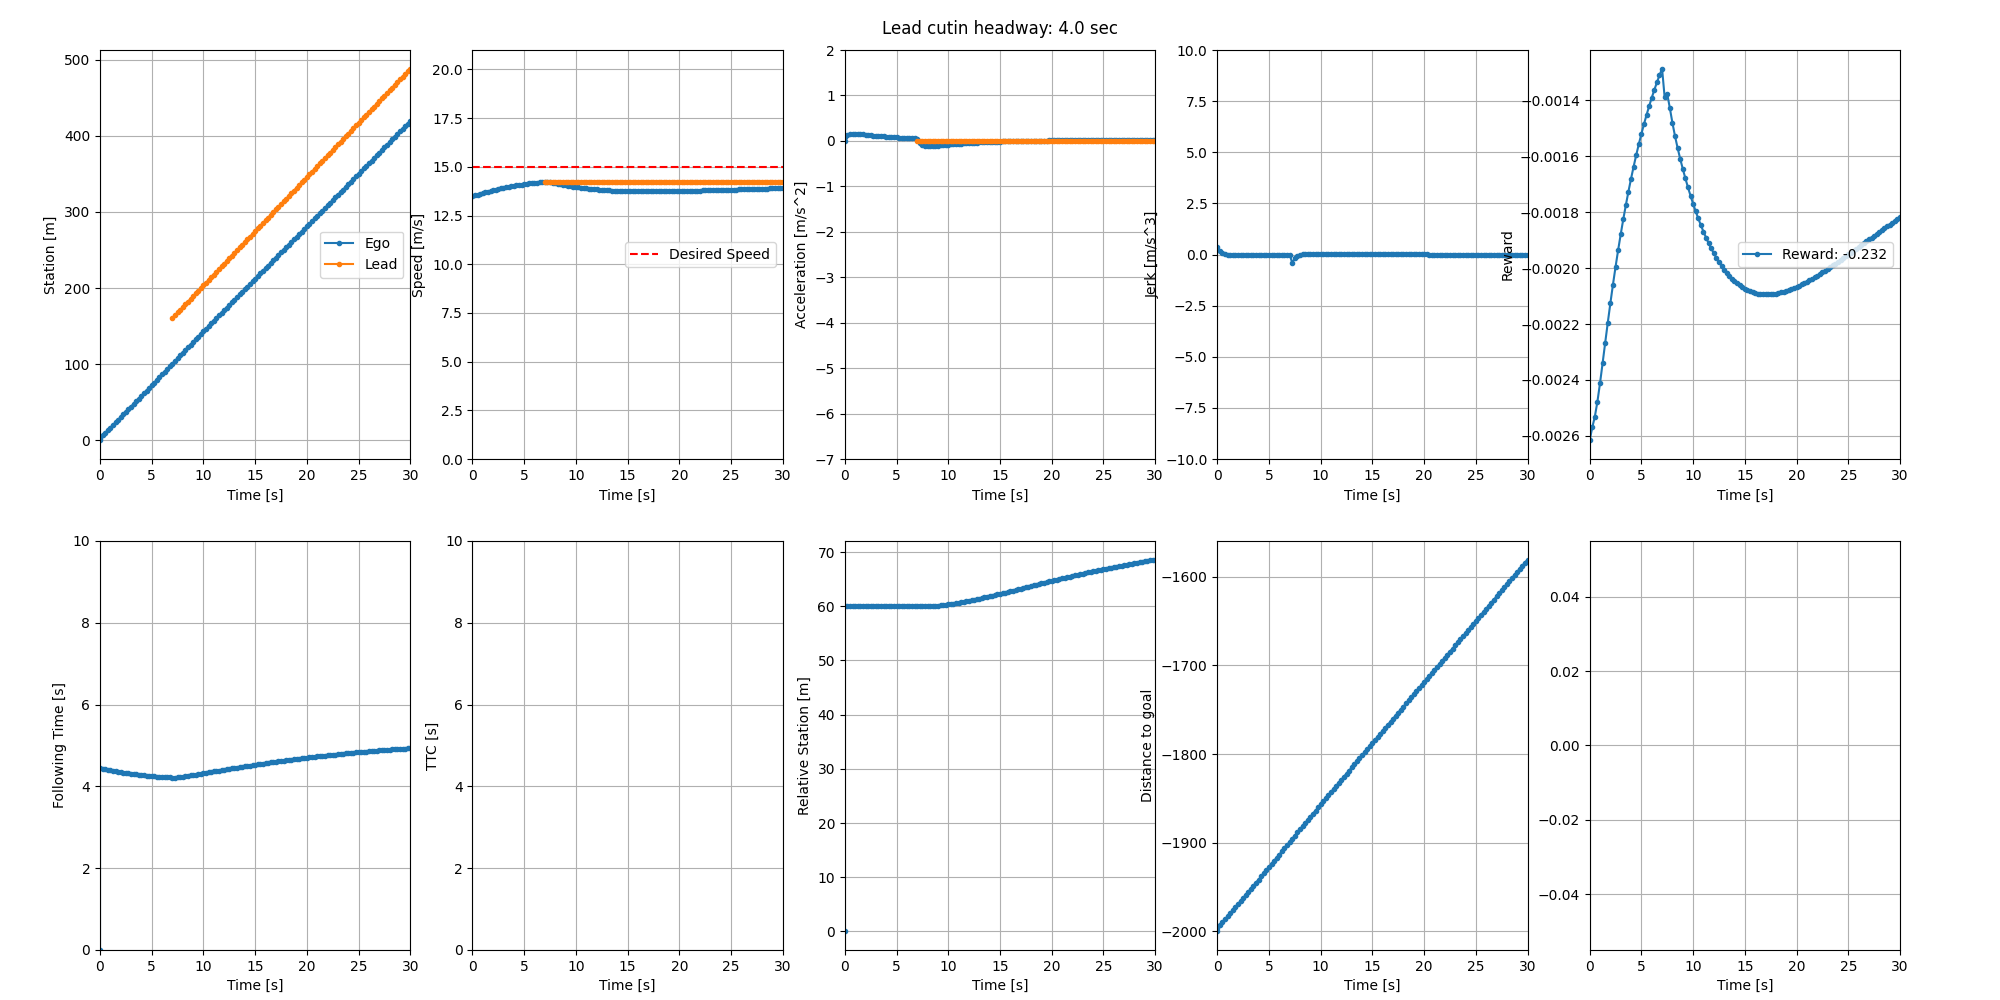 Lead cutin headway: 4.0 sec
500
400
300
200
100
0
Station [m]
Ego
Lead
0 5 10 15 20 25 30
Time [s]
20.0
17.5
15.0
12.5
10.0
7.5
5.0
2.5
0.0
Speed [m/s]
Desired Speed
0 5 10 15 20 25 30
Time [s]
2
1
0
−1
−2
−3
−4
−5
−6
−7
Acceleration [m/s^2]
0 5 10 15 20 25 30
Time [s]
10.0
7.5
5.0
2.5
0.0
−2.5
−5.0
−7.5
−10.0
Jerk [m/s^3]
0 5 10 15 20 25 30
Time [s]
−0.0014
−0.0016
−0.0018
−0.0020
−0.0022
−0.0024
−0.0026
Reward
Reward: -0.232
0 5 10 15 20 25 30
Time [s]
10
8
6
4
2
0
Following Time [s]
0 5 10 15 20 25 30
Time [s]
10
8
6
4
2
0
TTC [s]
0 5 10 15 20 25 30
Time [s]
70
60
50
40
30
20
10
0
Relative Station [m]
0 5 10 15 20 25 30
Time [s]
−1600
−1700
−1800
−1900
−2000
Distance to goal
0 5 10 15 20 25 30
Time [s]
0.04
0.02
0.00
−0.02
−0.04
0 5 10 15 20 25 30
Time [s]